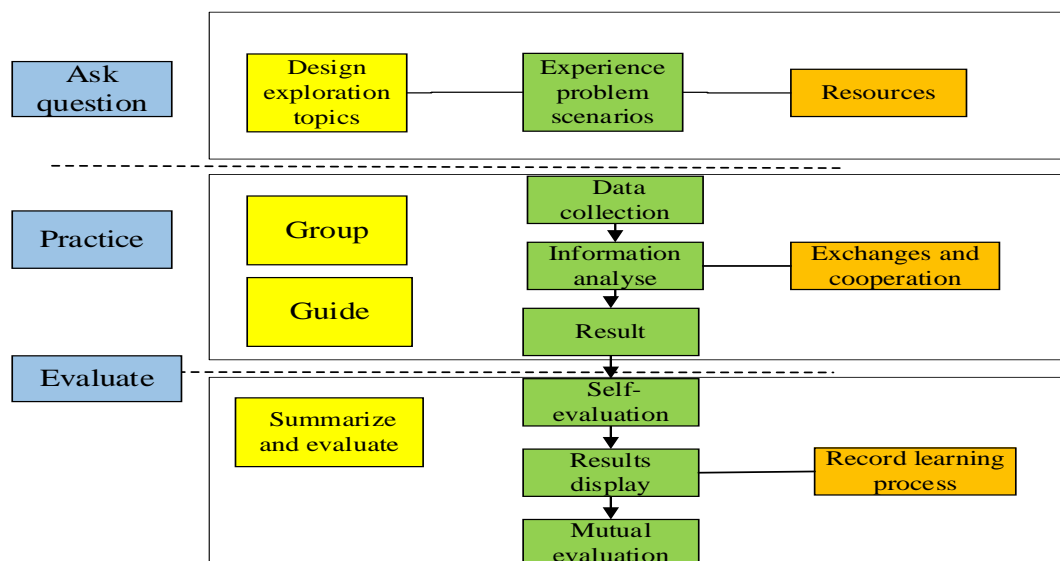 Ask
question
Design
exploration
topics
Experience
problem
scenarios
Resources
Practice
Group
Guide
Data
collection
Information
analyse
Result
Exchanges and
cooperation
Evaluate
Summarize
and evaluate
Self-
evaluation
Results
display
Mutual
evaluation
Record learning
process